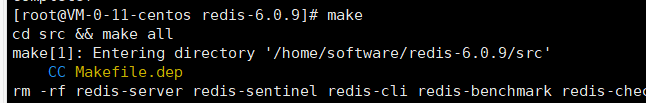 [root@VM-0-11-centos redis-6.0.9]# make
cd src && make all
make[1]: Entering directory '/home/software/redis-6.0.9/src'
CC Makefile.dep
rm -rf redis-server redis-sentinel redis-cli redis-benchmark redis-chec